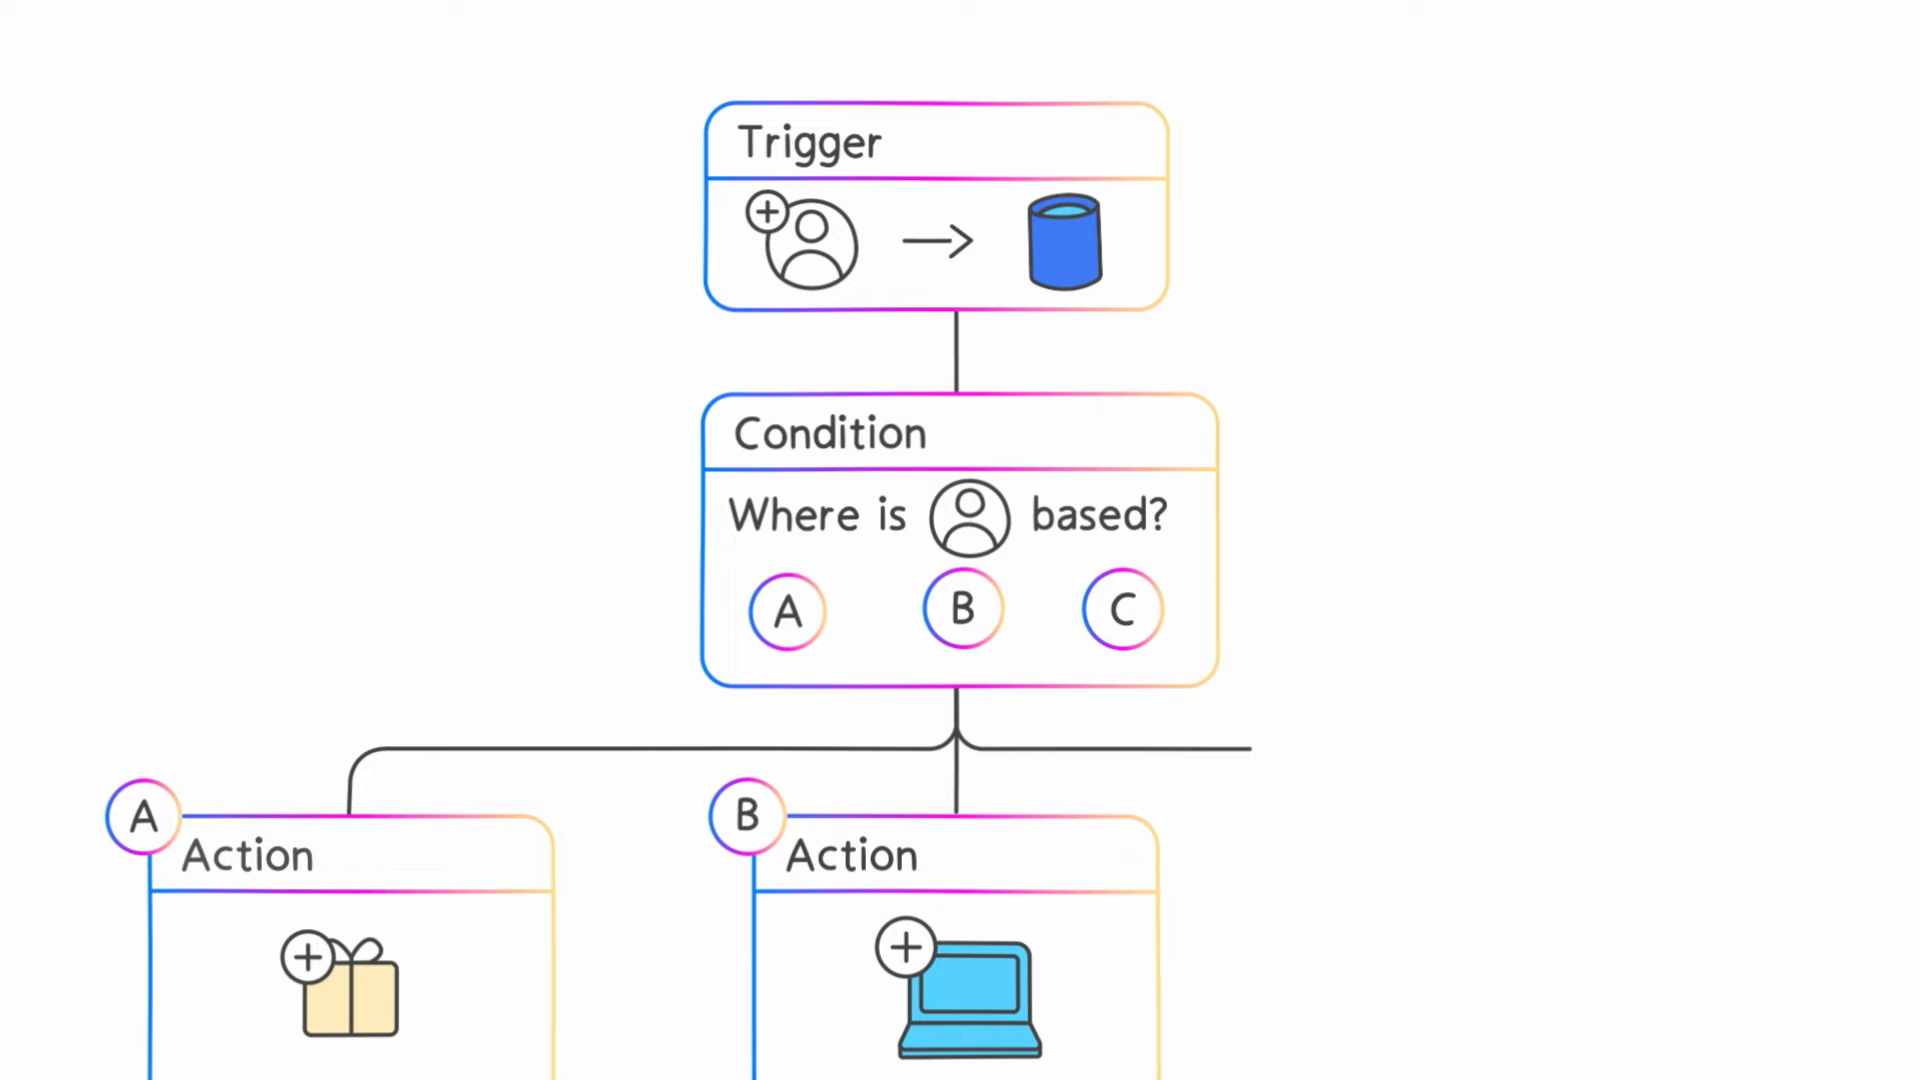 Trigger
Condition
Where is based?
A B C
A
Action
B
Action